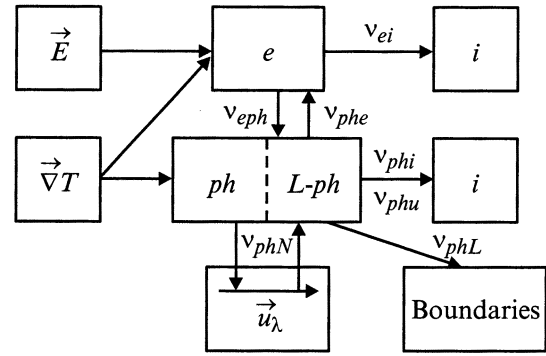 E⃗
e
ν_ei
i
ν_eph
ν_phe
∇⃗T
ph
L-ph
ν_phi
ν_phu
i
ν_phN
ν_phL
u⃗_λ
Boundaries